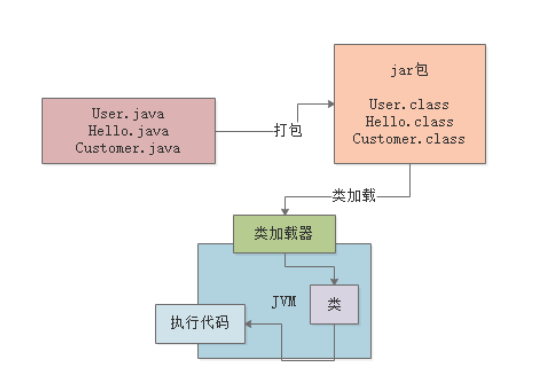 User.java
Hello.java
Customer.java
打包
jar包
User.class
Hello.class
Customer.class
类加载
类加载器
JVM
类
执行代码